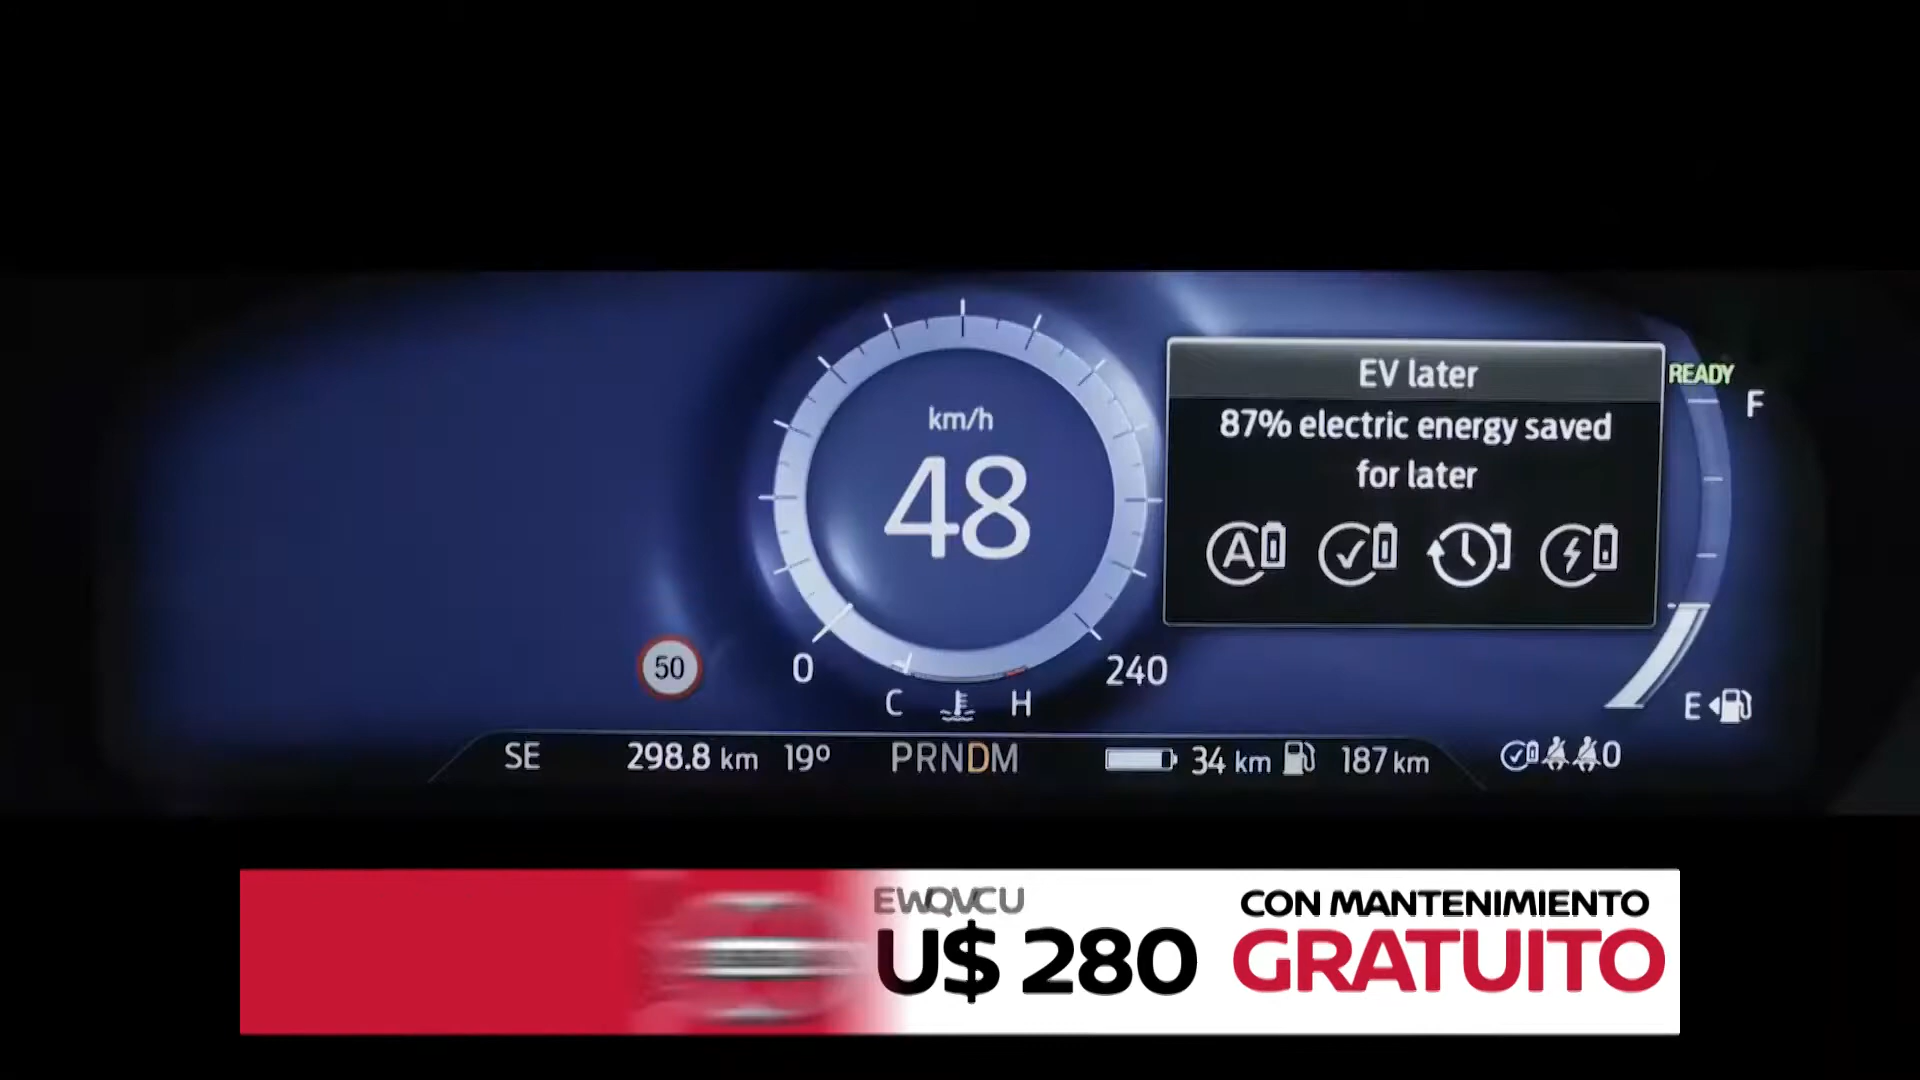 km/h
48
EV later
87% electric energy saved
for later
A
READY
F
50
0
240
C
H
E
SE
298.8 km
19º
PRNDM
34 km
187 km
0
EWQVCU
U$ 280
CON MANTENIMIENTO
GRATUITO